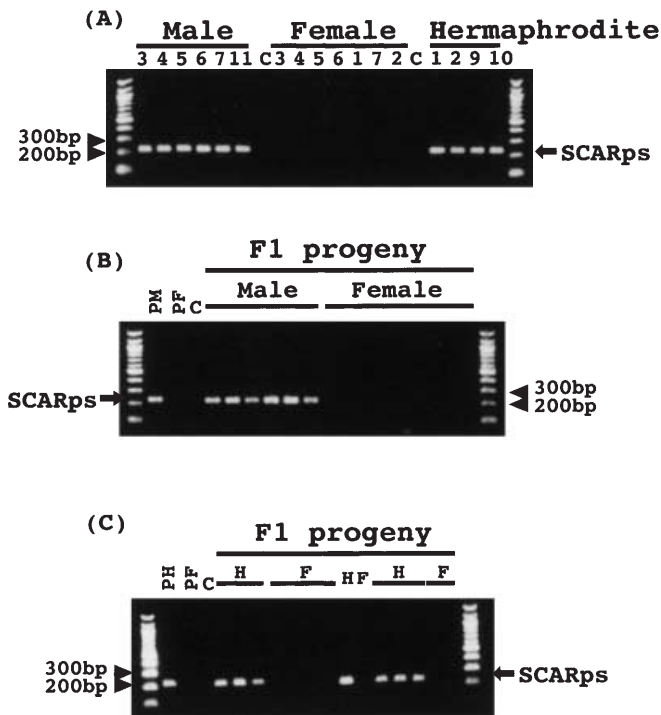 (A) Male Female Hermaphrodite
3 4 5 6 7 11 C 3 4 5 6 1 7 2 C 1 2 9 10
300bp
200bp
SCARps
(B) F1 progeny
Male Female
PM PF C
SCARps
300bp
200bp
(C) F1 progeny
PH PF C H F H F H F
300bp
200bp
SCARps